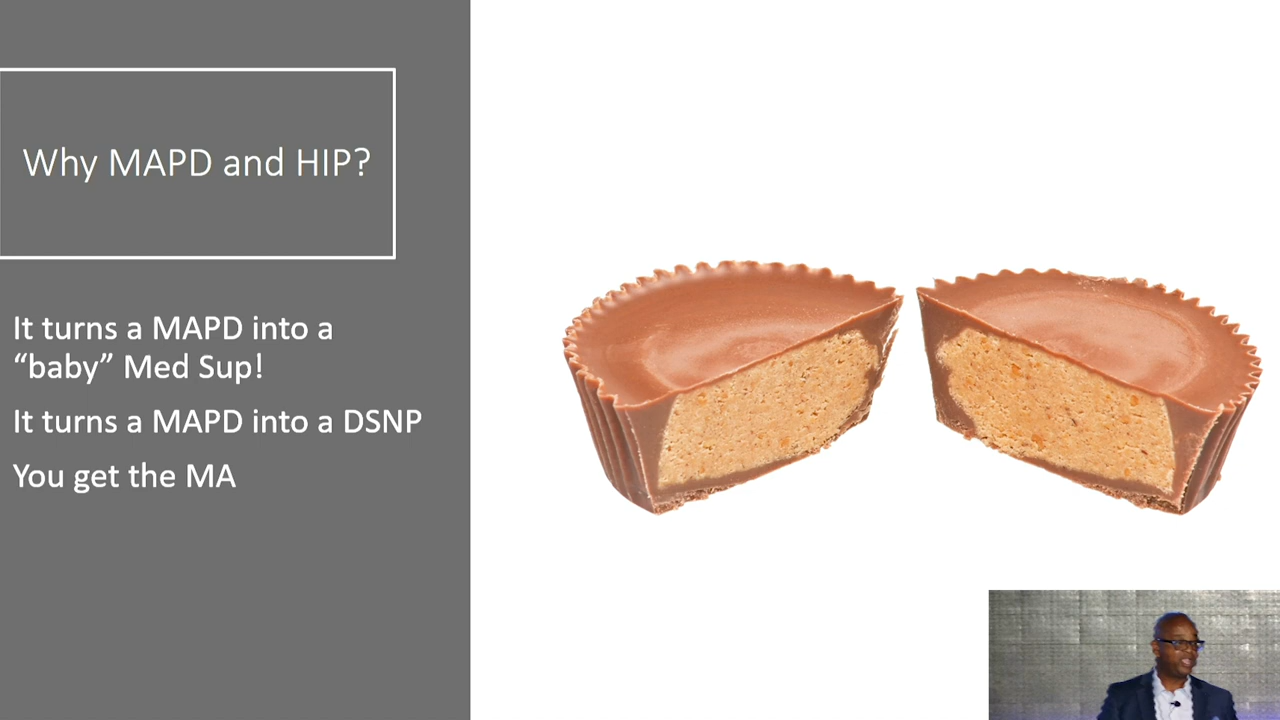 Why MAPD and HIP?
It turns a MAPD into a
“baby” Med Sup!
It turns a MAPD into a DSNP
You get the MA